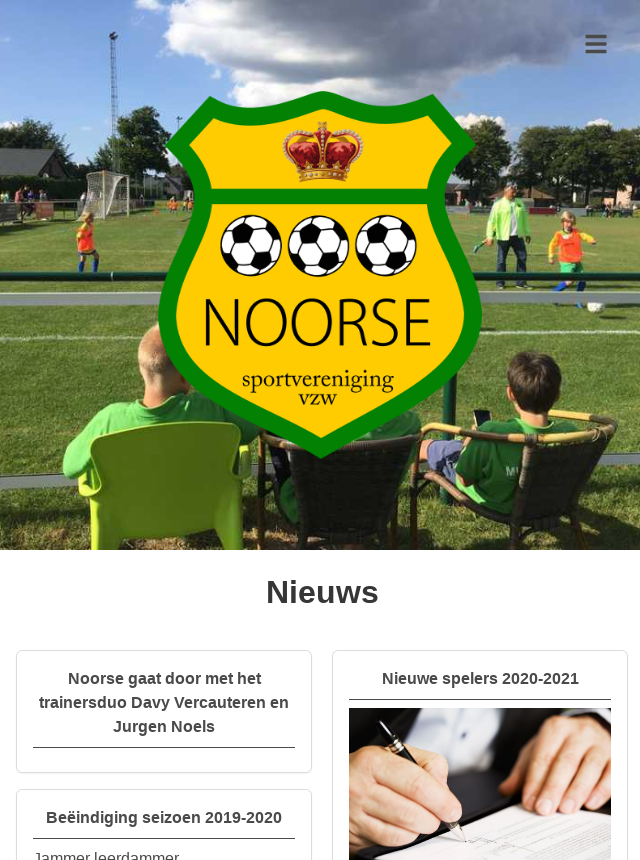 NOORSE
sportvereniging
vzw
Nieuws
Noorse gaat door met het
trainersduo Davy Vercauteren en
Jurgen Noels
Beëindiging seizoen 2019-2020
Jammer leerdammer
Nieuwe spelers 2020-2021